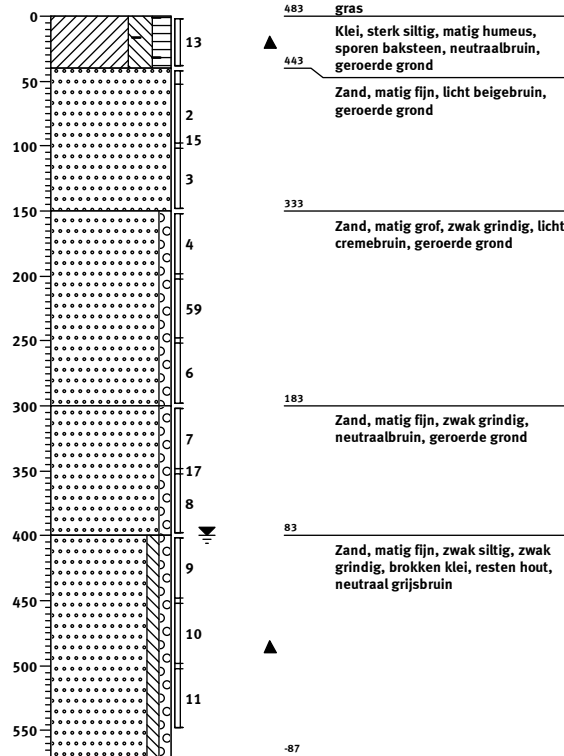 0
50
100
150
200
250
300
350
400
450
500
550
13
2
15
3
4
59
6
7
17
8
9
10
11
483 gras
Klei, sterk siltig, matig humeus,
sporen baksteen, neutraalbruin,
geroerde grond
443
Zand, matig fijn, licht beigebruin,
geroerde grond
333
Zand, matig grof, zwak grindig, licht
cremebruin, geroerde grond
183
Zand, matig fijn, zwak grindig,
neutraalbruin, geroerde grond
83
Zand, matig fijn, zwak siltig, zwak
grindig, brokken klei, resten hout,
neutraal grijsbruin
-87